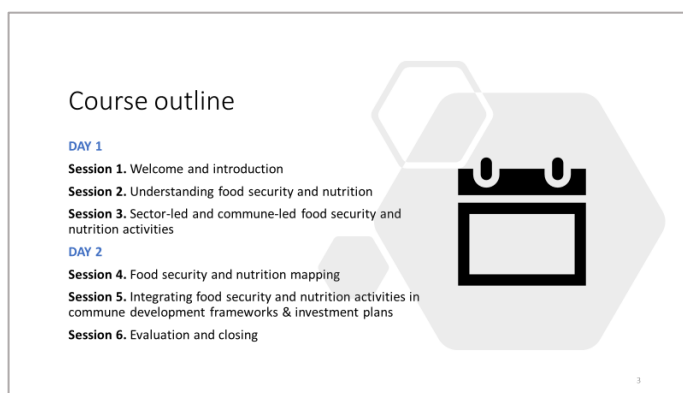 Course outline
DAY 1
Session 1. Welcome and introduction
Session 2. Understanding food security and nutrition
Session 3. Sector-led and commune-led food security and
nutrition activities
DAY 2
Session 4. Food security and nutrition mapping
Session 5. Integrating food security and nutrition activities in
commune development frameworks & investment plans
Session 6. Evaluation and closing
3